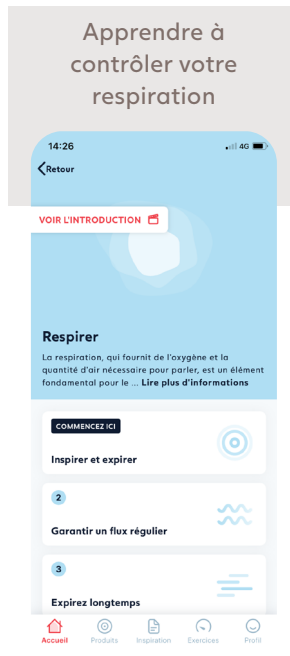 Apprendre à
contrôler votre
respiration
14:26
4G
Retour
VOIR L'INTRODUCTION
Respirer
La respiration, qui fournit de l'oxygène et la
quantité d'air nécessaire pour parler, est un élément
fondamental pour le ... Lire plus d'informations
COMMENCEZ ICI
Inspirer et expirer
2
Garantir un flux régulier
3
Expirez longtemps
Accueil Produits Inspiration Exercices Profil